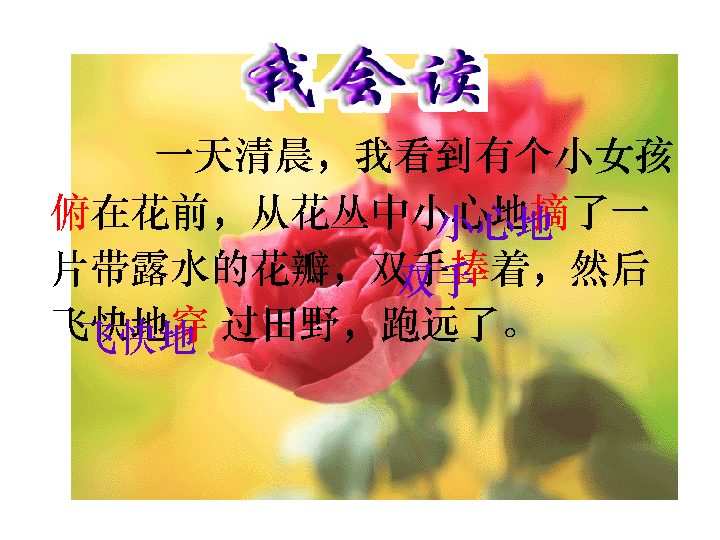 我会读
一天清晨，我看到有个小女孩
俯在花前，从花丛中小心地摘了一
小心地
片带露水的花瓣，双手捧着，然后
双手
飞快地穿过田野，跑远了。
飞快地